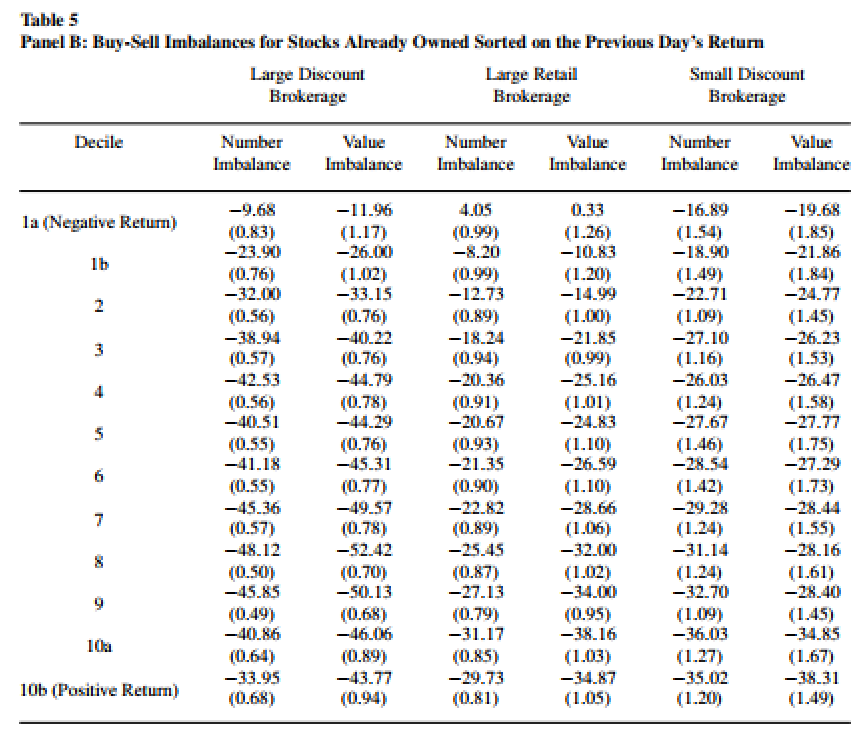 Table 5
Panel B: Buy-Sell Imbalances for Stocks Already Owned Sorted on the Previous Day's Return
Large Discount Brokerage Large Retail Brokerage Small Discount Brokerage
Decile Number Imbalance Value Imbalance Number Imbalance Value Imbalance Number Imbalance Value Imbalance
1a (Negative Return) −9.68 −11.96 4.05 0.33 −16.89 −19.68
(0.83) (1.17) (0.99) (1.26) (1.54) (1.85)
1b −23.90 −26.00 −8.20 −10.83 −18.90 −21.86
(0.76) (1.02) (0.99) (1.20) (1.49) (1.84)
2 −32.00 −33.15 −12.73 −14.99 −22.71 −24.77
(0.56) (0.76) (0.89) (1.00) (1.09) (1.45)
3 −38.94 −40.22 −18.24 −21.85 −27.10 −26.23
(0.57) (0.76) (0.94) (0.99) (1.16) (1.53)
4 −42.53 −44.79 −20.36 −25.16 −26.03 −26.47
(0.56) (0.78) (0.91) (1.01) (1.24) (1.58)
5 −40.51 −44.29 −20.67 −24.83 −27.67 −27.77
(0.55) (0.76) (0.93) (1.10) (1.46) (1.75)
6 −41.18 −45.31 −21.35 −26.59 −28.54 −27.29
(0.55) (0.77) (0.90) (1.10) (1.42) (1.73)
7 −45.36 −49.57 −22.82 −28.66 −29.28 −28.44
(0.57) (0.78) (0.89) (1.06) (1.24) (1.55)
8 −48.12 −52.42 −25.45 −32.00 −31.14 −28.16
(0.50) (0.70) (0.87) (1.02) (1.24) (1.61)
9 −45.85 −50.13 −27.13 −34.00 −32.70 −28.40
(0.49) (0.68) (0.79) (0.95) (1.09) (1.45)
10a −40.86 −46.06 −31.17 −38.16 −36.03 −34.85
(0.64) (0.89) (0.85) (1.03) (1.27) (1.67)
10b (Positive Return) −33.95 −43.77 −29.73 −34.87 −35.02 −38.31
(0.68) (0.94) (0.81) (1.05) (1.20) (1.49)